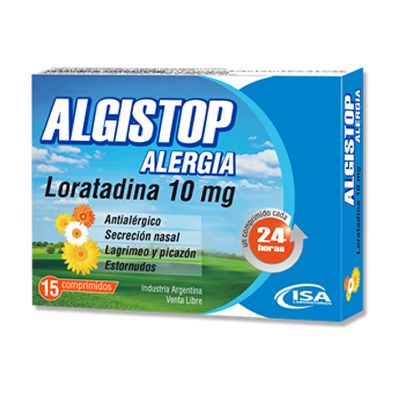 ALGISTOP
ALERGIA
Loratadina 10 mg
Antialérgico
Secreción nasal
Lagrimeo y picazón
Estornudos
un comprimido cada
24
horas
15 comprimidos
Industria Argentina
Venta Libre
ISA
LABORATORIOS
ALGISTOP
ALERGIA
Loratadina 10 mg